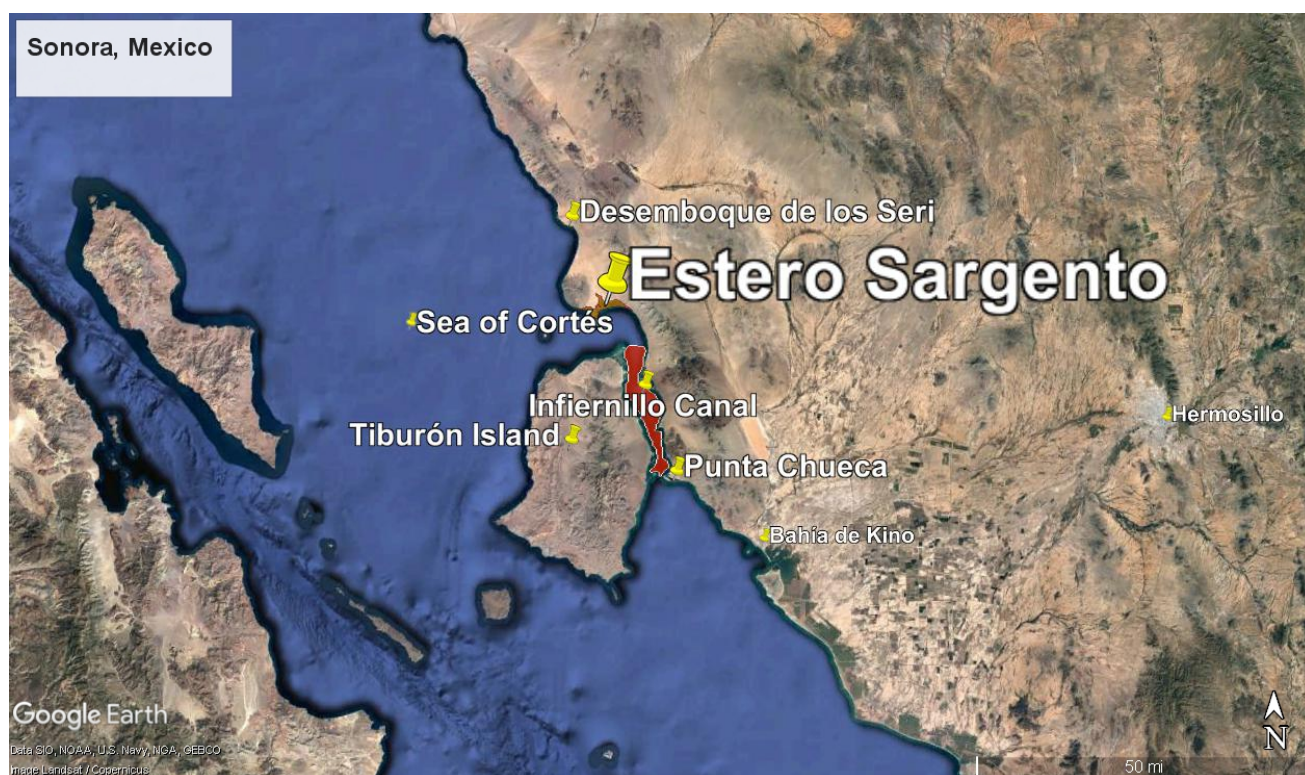 Sonora, Mexico
Desemboque de los Seri
Estero Sargento
Sea of Cortés
Infiernillo Canal
Hermosillo
Tiburón Island
Punta Chueca
Bahía de Kino
Google Earth
N
Data SIO, NOAA, U.S. Navy, NGA, GEBCO
Image Landsat / Copernicus
50 mi